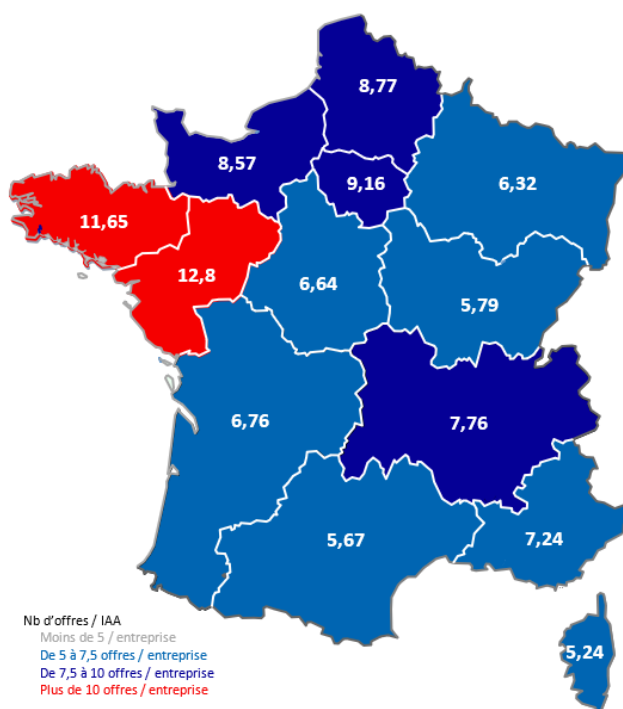 8,77
8,57
9,16
6,32
11,65
12,8
6,64
5,79
6,76
7,76
5,67
7,24
5,24
Nb d'offres / IAA
Moins de 5 / entreprise
De 5 à 7,5 offres / entreprise
De 7,5 à 10 offres / entreprise
Plus de 10 offres / entreprise